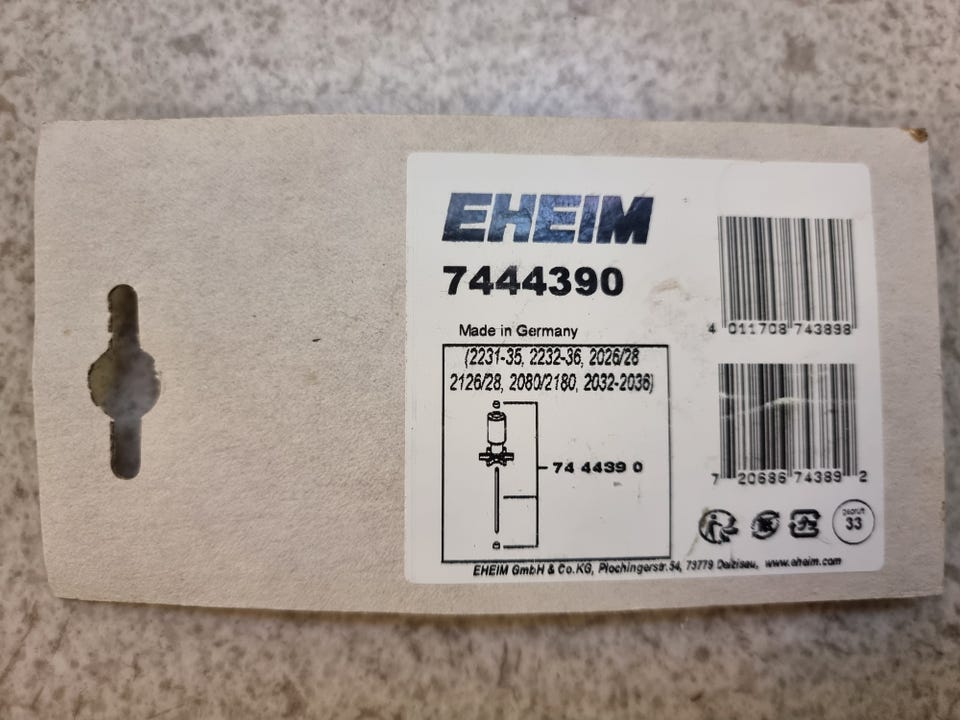 EHEIM
7444390
4 011708 743898
Made in Germany
(2231-35, 2232-36, 2026/28
2126/28, 2080/2180, 2032-2036)
74 4439 0
7 20686 74389 2
geprüft
33
EHEIM GmbH & Co.KG, Plochingerstr.54, 73779 Deizisau, www.eheim.com